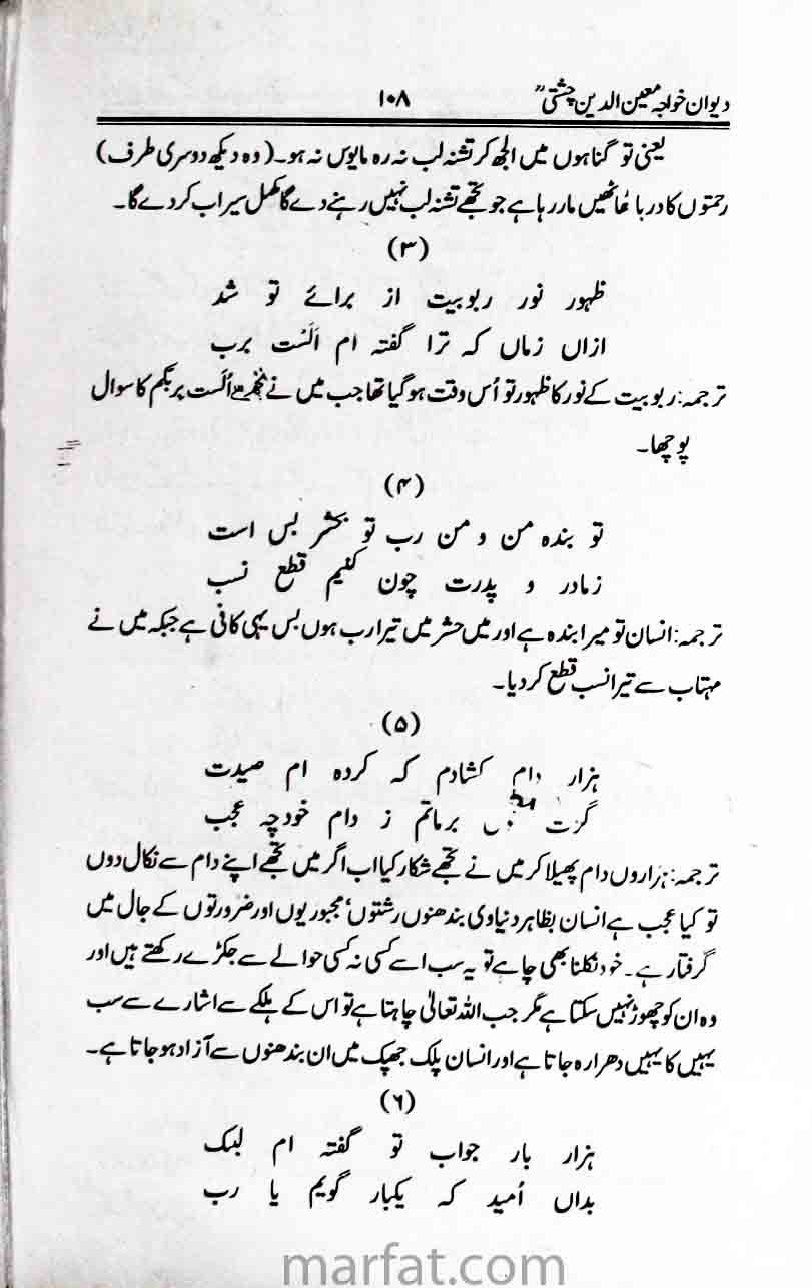 دیوان خواجہ معین الدین چشتیؒ ۱۰۸
یعنی تو گناہوں میں الجھ کر تشنہ لب نہ رہ مایوس نہ ہو۔(وہ دیکھ دوسری طرف)
رحمتوں کا دریا ٹھاٹھیں مار رہا ہے جو تجھے تشنہ لب نہیں رہنے دے گا مکمل سیراب کر دے گا۔
(۳)
ظہور نور ربوبیت از برائے تو شد
ازاں زماں کہ ترا گفتہ ام اَلَسْت برب
ترجمہ: ربوبیت کے نور کا ظہور تو اُس وقت ہو گیا تھا جب میں نے تجھ سے اَلَست بربکم کا سوال
پوچھا۔
(۴)
تو بندہ من و من رب تو بحشر بس است
زمادر و پدرت چون کنیم قطع نسب
ترجمہ: انسان تو میرا بندہ ہے اور میں حشر میں تیرا رب ہوں بس یہی کافی ہے جبکہ میں نے
مہتاب سے تیرا نسب قطع کر دیا۔
(۵)
ہزار دام کشادم کہ کردہ ام صیدت
برماتم ز دام خود چہ عجب
ترجمہ: ہزاروں دام پھیلا کر میں نے تجھے شکار کیا اب اگر میں تجھے اپنے دام سے نکال دوں
تو کیا عجب ہے انسان بظاہر دنیاوی بندھنوں رشتوں' مجبوریوں اور ضرورتوں کے جال میں
گرفتار ہے۔ خود نکلنا بھی چاہے تو یہ سب اسے کسی نہ کسی حوالے سے جکڑے رکھتے ہیں اور
وہ ان کو چھوڑ نہیں سکتا ہے مگر جب اللہ تعالیٰ چاہتا ہے تو اس کے ہلکے سے اشارے سے سب
یہیں کا یہیں دھرا رہ جاتا ہے اور انسان پلک جھپک میں ان بندھنوں سے آزاد ہو جاتا ہے۔
(۶)
ہزار بار جواب تو گفتہ ام لبیک
بداں اُمید کہ یکبار گویم یا رب
marfat.com